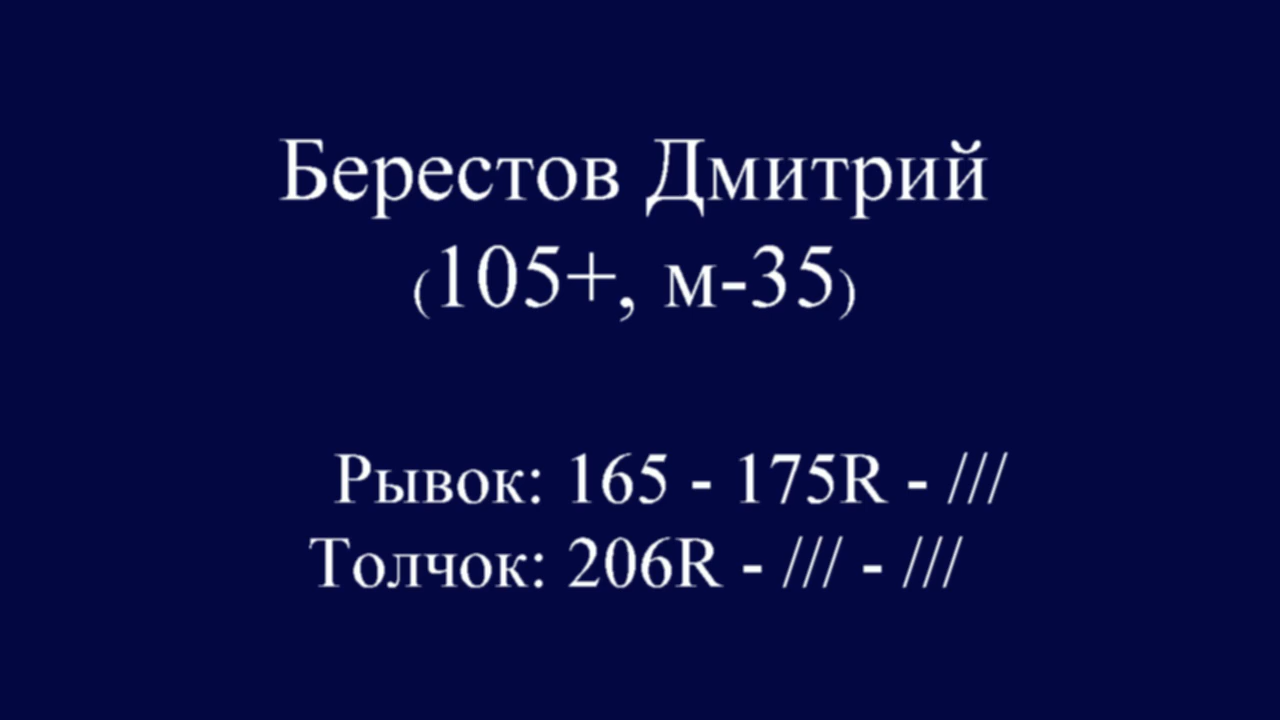 Берестов Дмитрий
(105+, м-35)
Рывок: 165 - 175R - ///
Толчок: 206R - /// - ///